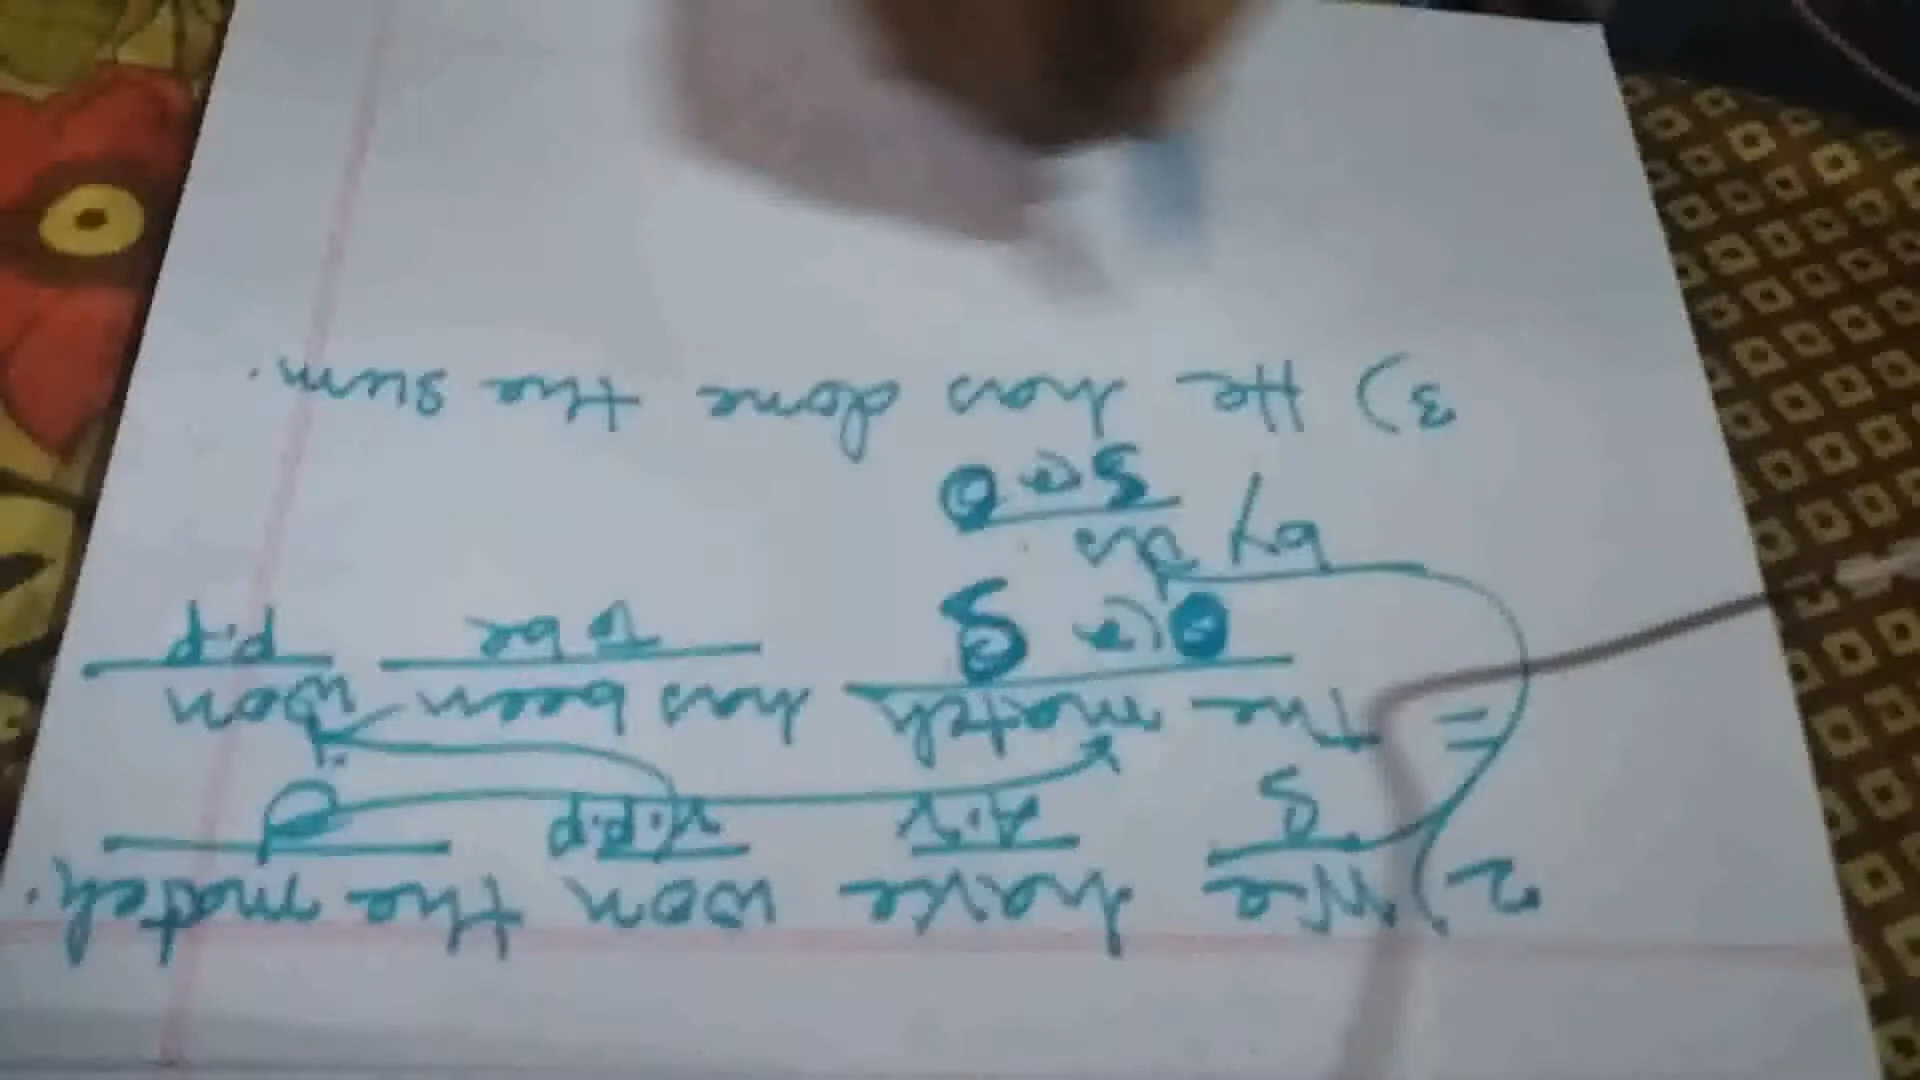 2) We have won the match.
S A.V V.P.P O
= The match has been won
O S to be p.p
by us
S O
3) He has done the sum.